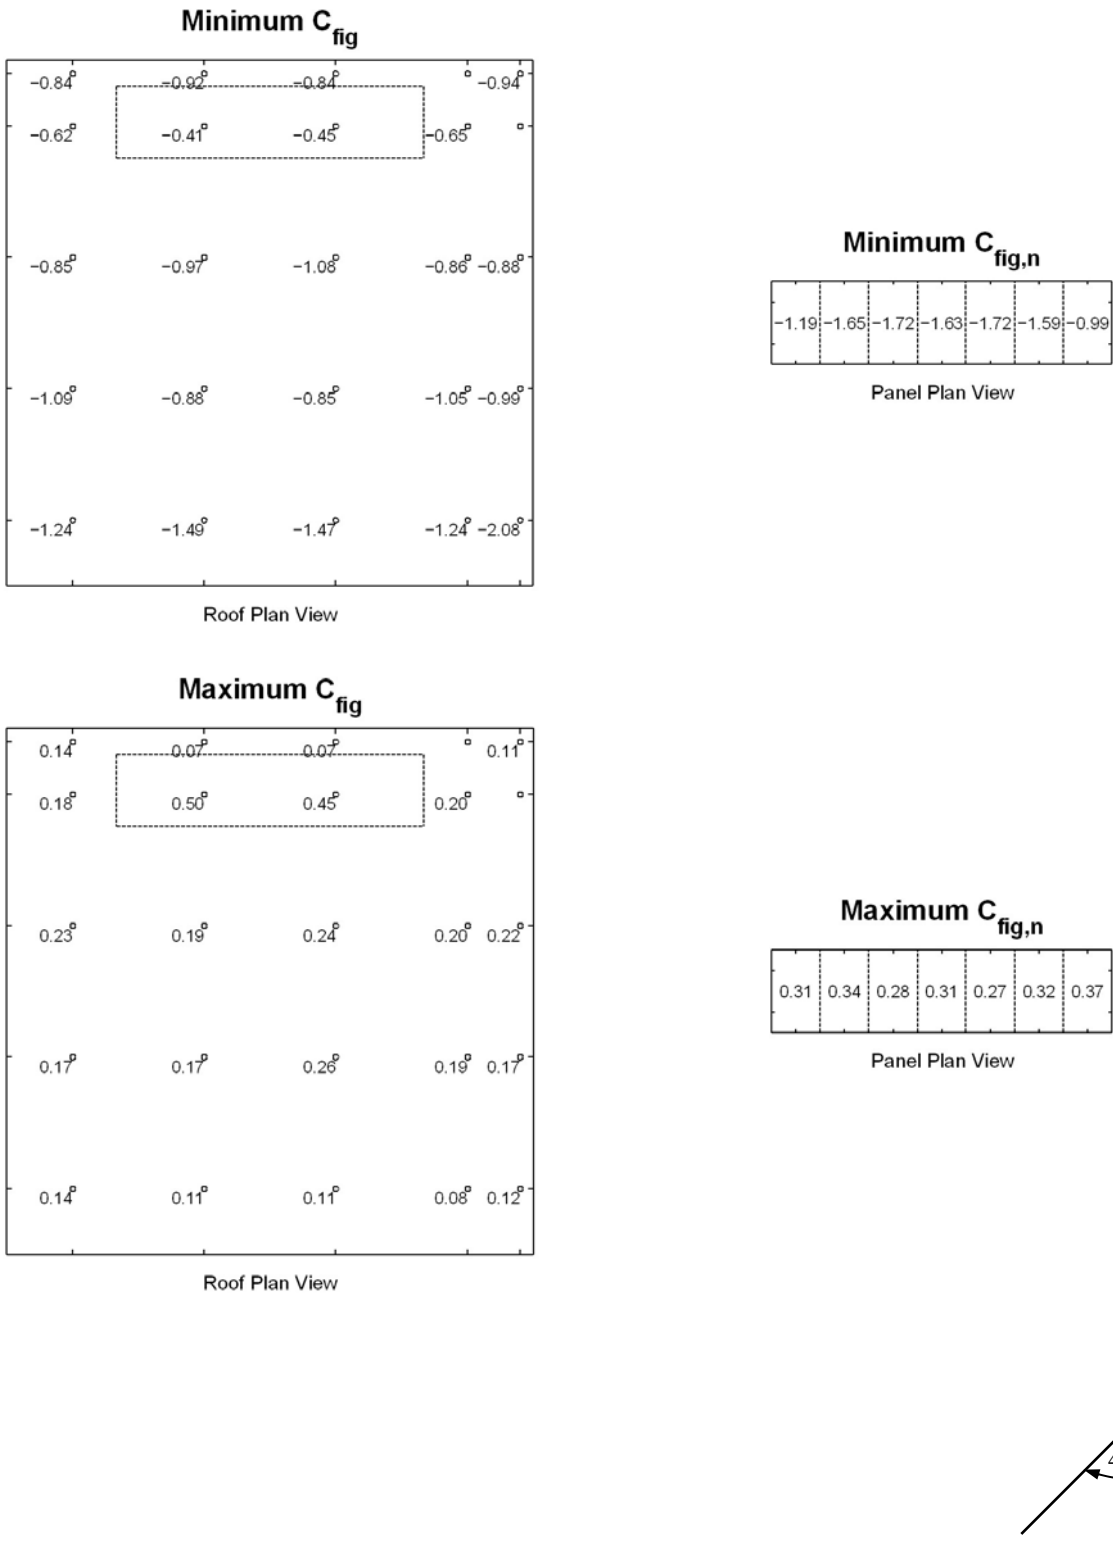 Minimum C fig
−0.84 −0.92 −0.84 −0.94
−0.62 −0.41 −0.45 −0.65
−0.85 −0.97 −1.08 −0.86 −0.88
−1.09 −0.88 −0.85 −1.05 −0.99
−1.24 −1.49 −1.47 −1.24 −2.08
Roof Plan View
Minimum C fig,n
−1.19 −1.65 −1.72 −1.63 −1.72 −1.59 −0.99
Panel Plan View
Maximum C fig
0.14 0.07 0.07 0.11
0.18 0.50 0.45 0.20
0.23 0.19 0.24 0.20 0.22
0.17 0.17 0.26 0.19 0.17
0.14 0.11 0.11 0.08 0.12
Roof Plan View
Maximum C fig,n
0.31 0.34 0.28 0.31 0.27 0.32 0.37
Panel Plan View